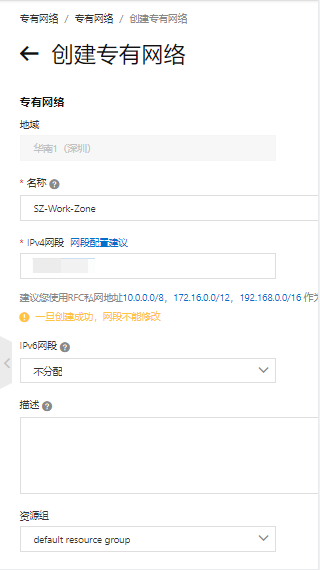 专有网络 / 专有网络 / 创建专有网络
创建专有网络
专有网络
地域
华南1（深圳）
* 名称
SZ-Work-Zone
* IPv4网段 网段配置建议
建议您使用RFC私网地址10.0.0.0/8，172.16.0.0/12，192.168.0.0/16 作为
一旦创建成功，网段不能修改
IPv6网段
不分配
描述
资源组
default resource group